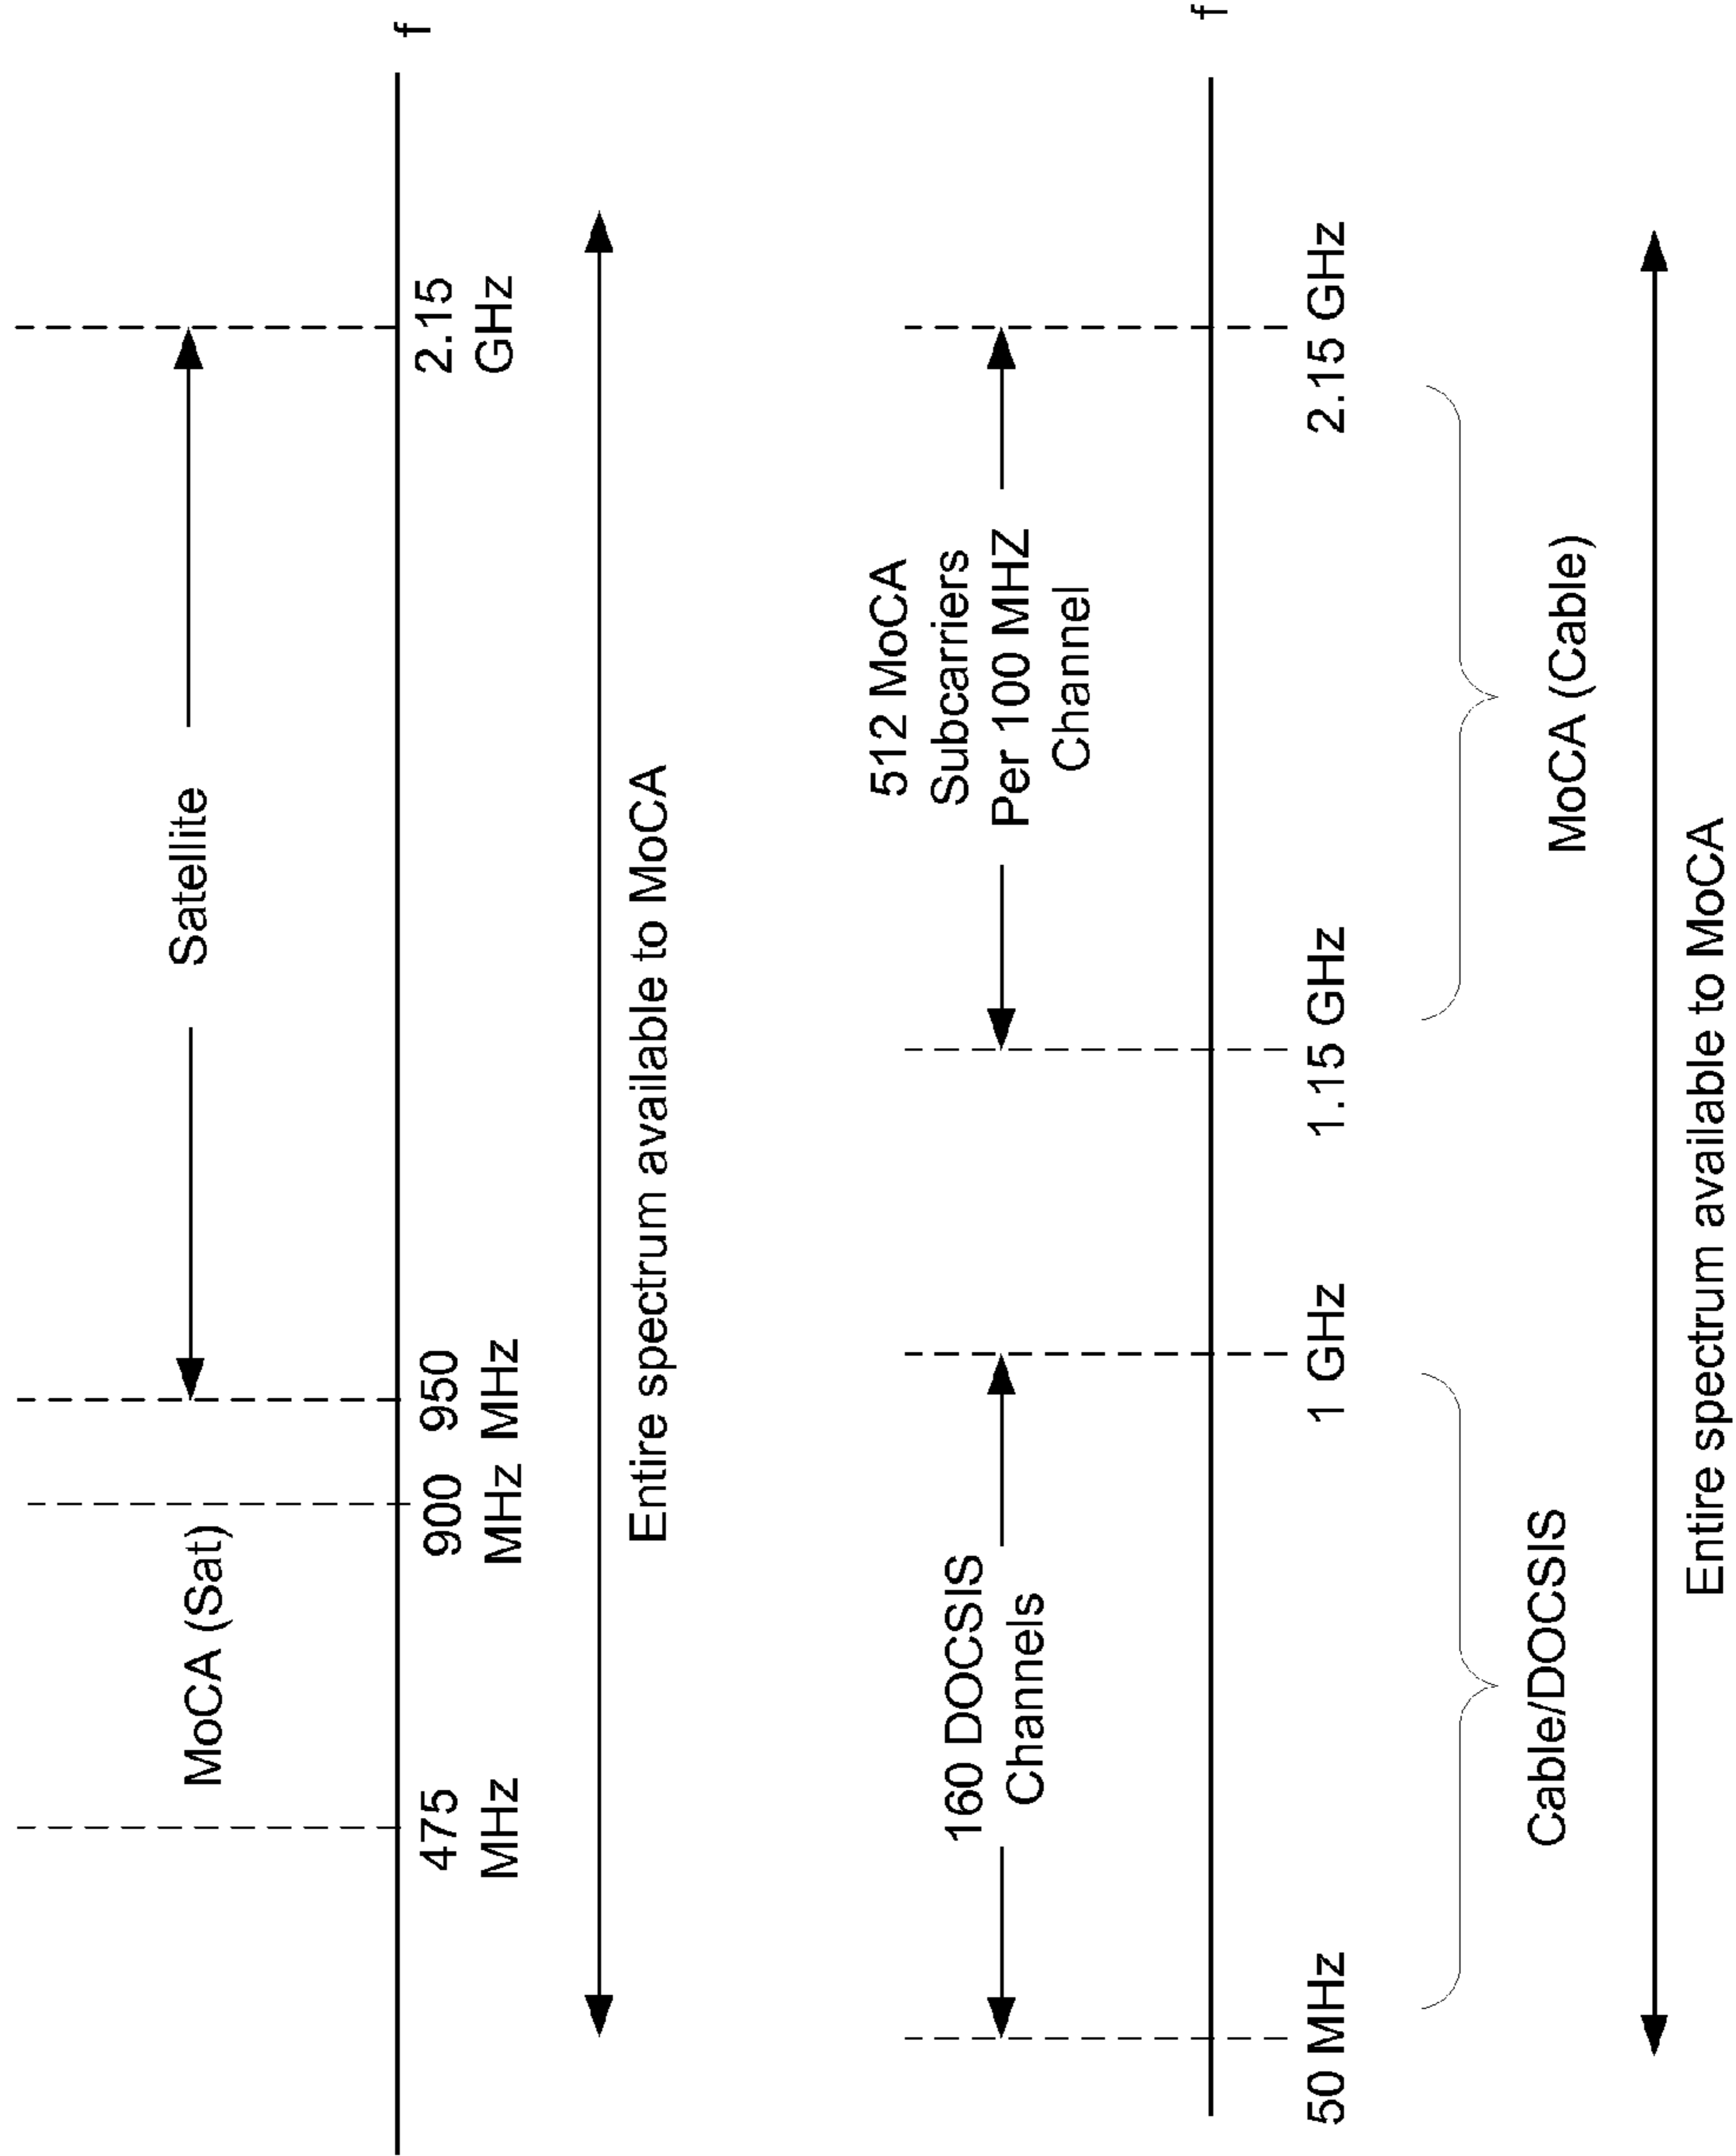 MoCA (Sat)
Satellite
f
475
MHz
900
MHz
950
MHz
2.15
GHz
Entire spectrum available to MoCA
160 DOCSIS
Channels
512 MoCA
Subcarriers
Per 100 MHZ
Channel
f
50 MHz
1 GHz
1.15 GHz
2.15 GHz
Cable/DOCSIS
MoCA (Cable)
Entire spectrum available to MoCA